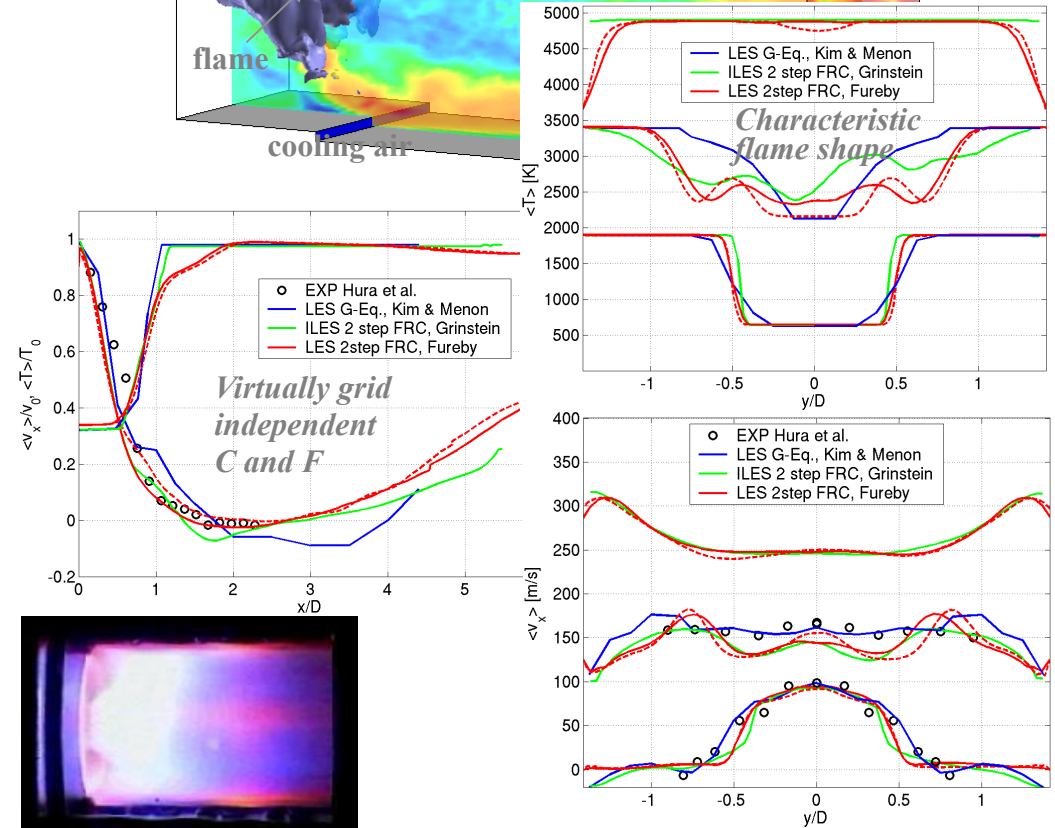 flame
cooling air
5000
4500
4000
3500
3000
2500
2000
1500
1000
500
<T> [K]
LES G-Eq., Kim & Menon
ILES 2 step FRC, Grinstein
LES 2step FRC, Fureby
Characteristic
flame shape
-1
-0.5
0
0.5
1
y/D
1
0.8
0.6
0.4
0.2
0
-0.2
<v_x>/v_0, <T>/T_0
EXP Hura et al.
LES G-Eq., Kim & Menon
ILES 2 step FRC, Grinstein
LES 2step FRC, Fureby
Virtually grid
independent
C and F
0
1
2
3
4
5
x/D
400
350
300
250
200
150
100
50
0
<v_x> [m/s]
EXP Hura et al.
LES G-Eq., Kim & Menon
ILES 2 step FRC, Grinstein
LES 2step FRC, Fureby
-1
-0.5
0
0.5
1
y/D